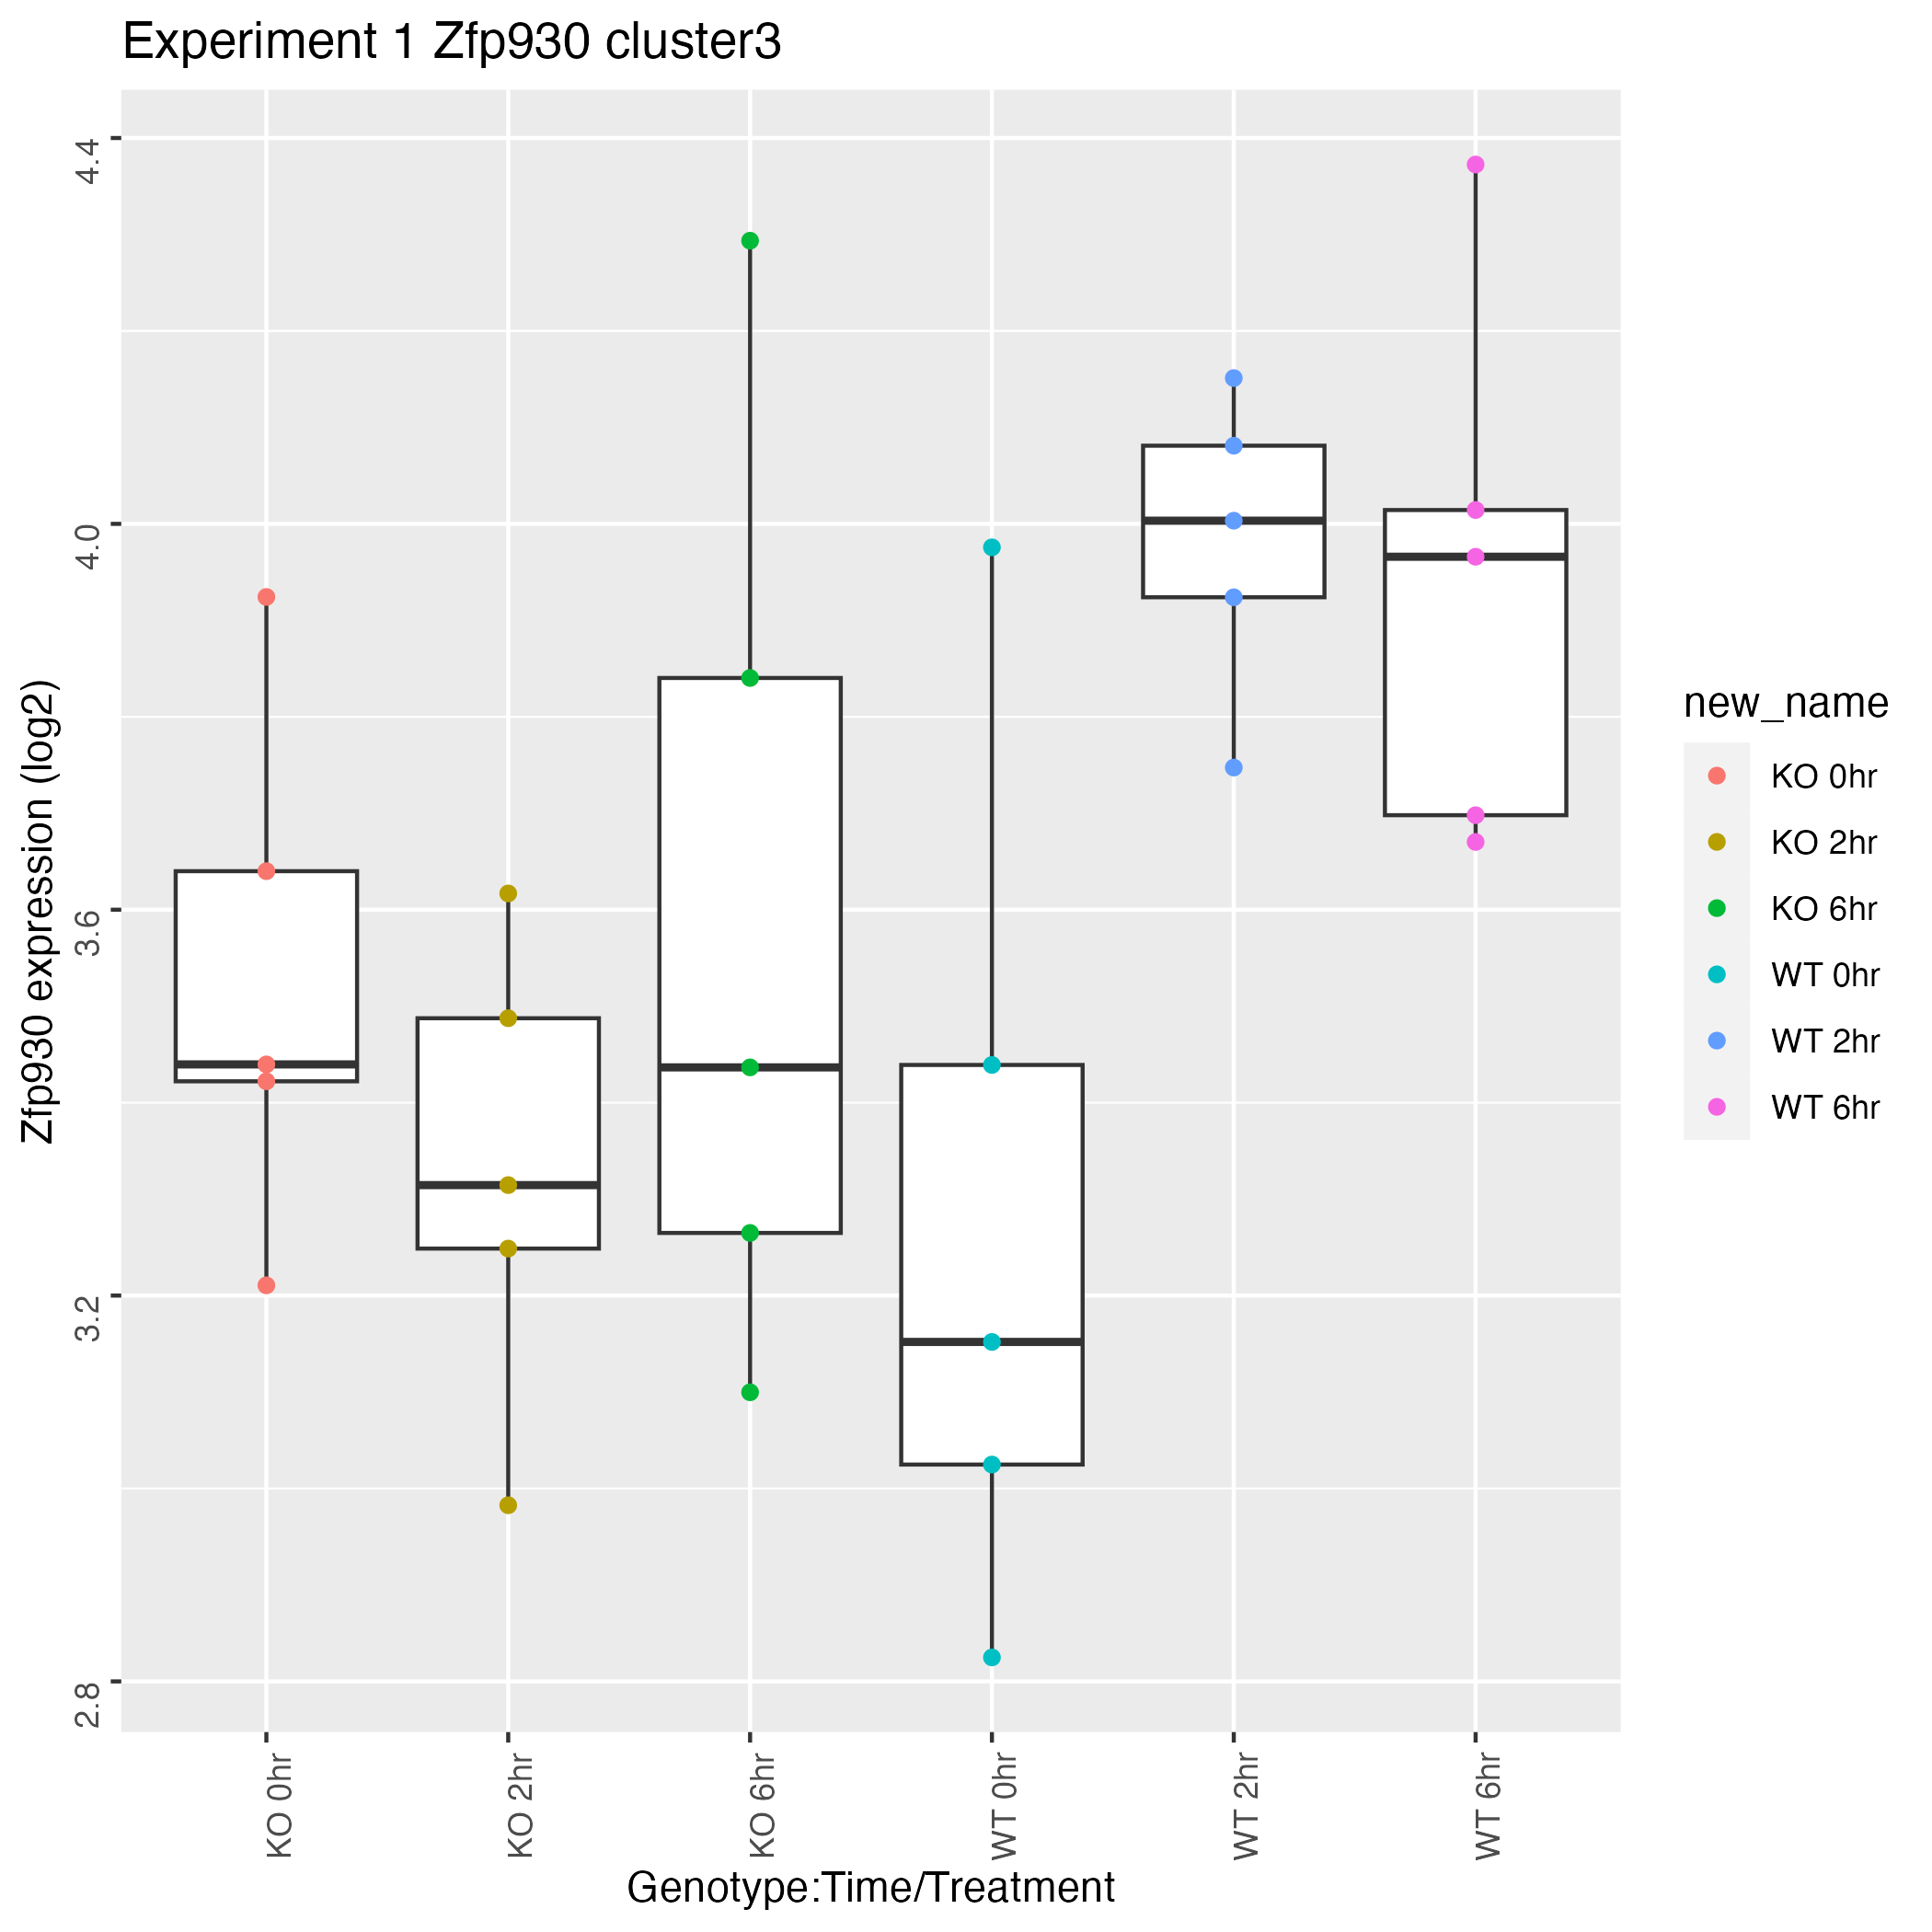 Experiment 1 Zfp930 cluster3
4.4
4.0
3.6
3.2
2.8
Zfp930 expression (log2)
KO 0hr
KO 2hr
KO 6hr
WT 0hr
WT 2hr
WT 6hr
Genotype:Time/Treatment
new_name
KO 0hr
KO 2hr
KO 6hr
WT 0hr
WT 2hr
WT 6hr